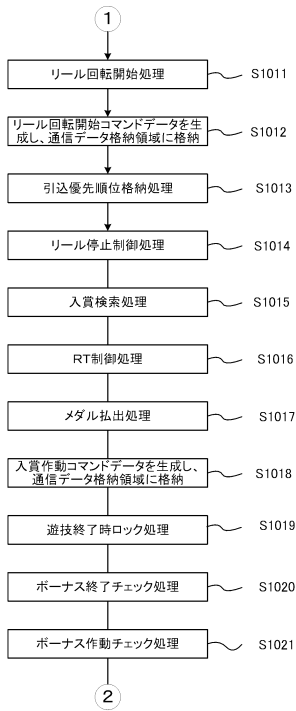 1
リール回転開始処理
S1011
リール回転開始コマンドデータを生
成し、通信データ格納領域に格納
S1012
引込優先順位格納処理
S1013
リール停止制御処理
S1014
入賞検索処理
S1015
RT制御処理
S1016
メダル払出処理
S1017
入賞作動コマンドデータを生成し、
通信データ格納領域に格納
S1018
遊技終了時ロック処理
S1019
ボーナス終了チェック処理
S1020
ボーナス作動チェック処理
S1021
2